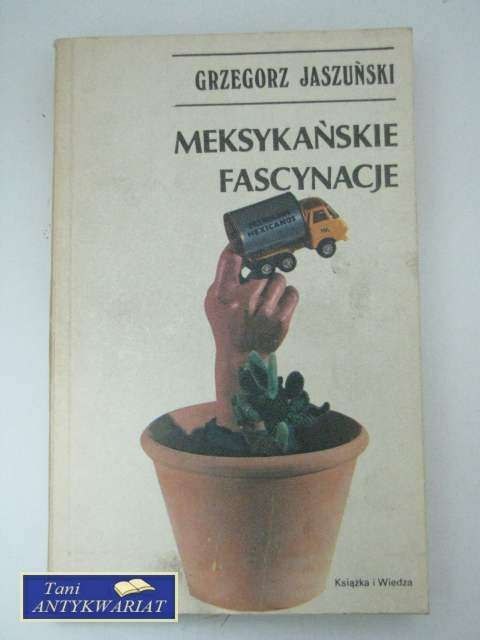 GRZEGORZ JASZUŃSKI
MEKSYKAŃSKIE
FASCYNACJE
MEXICANOS
Książka i Wiedza
Tani
ANTYKWARIAT